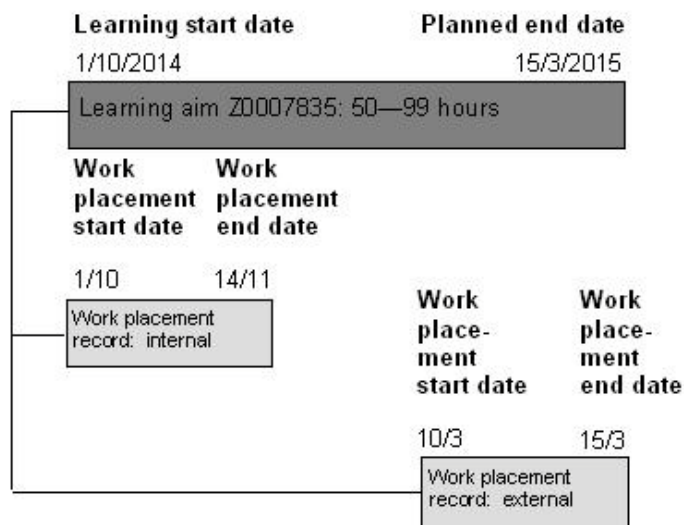 Learning start date
Planned end date
1/10/2014
15/3/2015
Learning aim Z0007835: 50—99 hours
Work
placement
start date
Work
placement
end date
1/10
14/11
Work placement
record: internal
Work
place-
ment
start date
Work
place-
ment
end date
10/3
15/3
Work placement
record: external